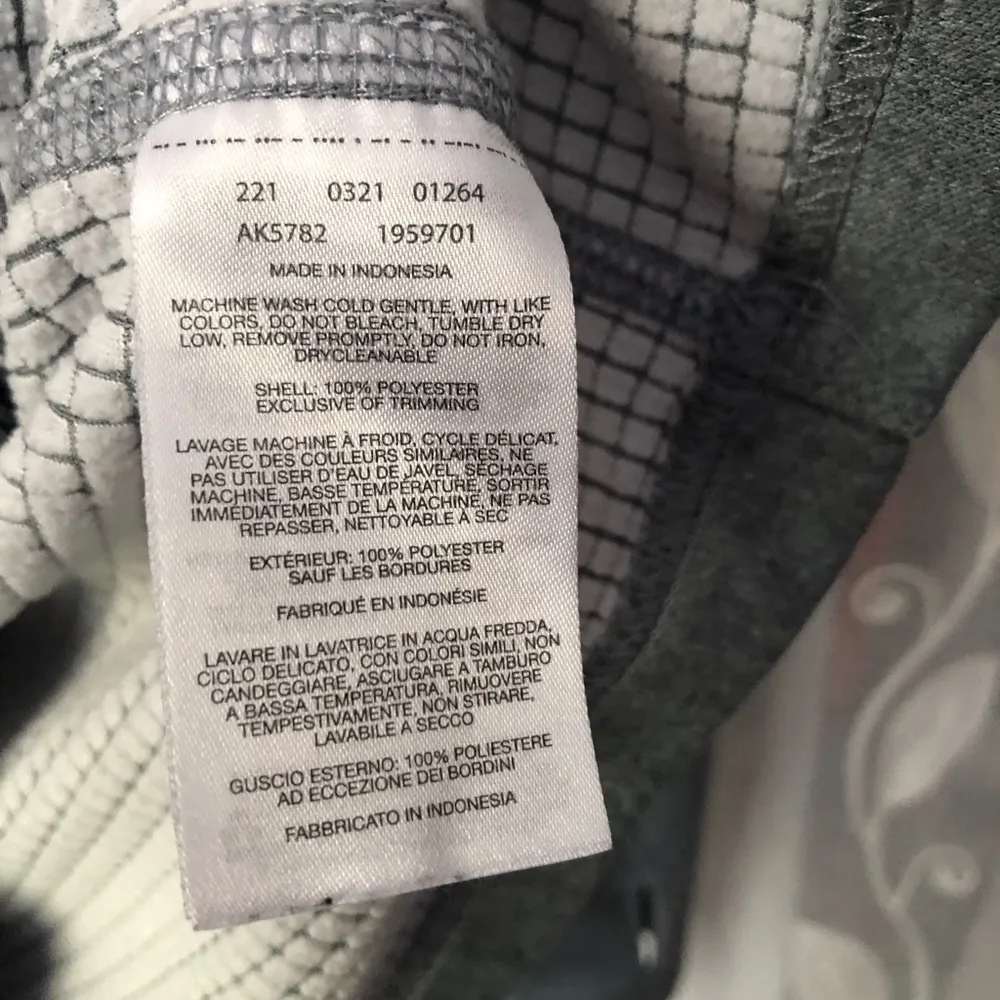 221 0321 01264
AK5782 1959701
MADE IN INDONESIA
MACHINE WASH COLD GENTLE, WITH LIKE
COLORS, DO NOT BLEACH, TUMBLE DRY
LOW, REMOVE PROMPTLY, DO NOT IRON,
DRYCLEANABLE
SHELL: 100% POLYESTER
EXCLUSIVE OF TRIMMING
LAVAGE MACHINE À FROID, CYCLE DÉLICAT,
AVEC DES COULEURS SIMILAIRES, NE
PAS UTILISER D'EAU DE JAVEL, SÉCHAGE
MACHINE, BASSE TEMPÉRATURE, SORTIR
IMMÉDIATEMENT DE LA MACHINE, NE PAS
REPASSER, NETTOYABLE À SEC
EXTÉRIEUR: 100% POLYESTER
SAUF LES BORDURES
FABRIQUÉ EN INDONÉSIE
LAVARE IN LAVATRICE IN ACQUA FREDDA,
CICLO DELICATO, CON COLORI SIMILI, NON
CANDEGGIARE, ASCIUGARE A TAMBURO
A BASSA TEMPERATURA, RIMUOVERE
TEMPESTIVAMENTE, NON STIRARE,
LAVABILE A SECCO
GUSCIO ESTERNO: 100% POLIESTERE
AD ECCEZIONE DEI BORDINI
FABBRICATO IN INDONESIA